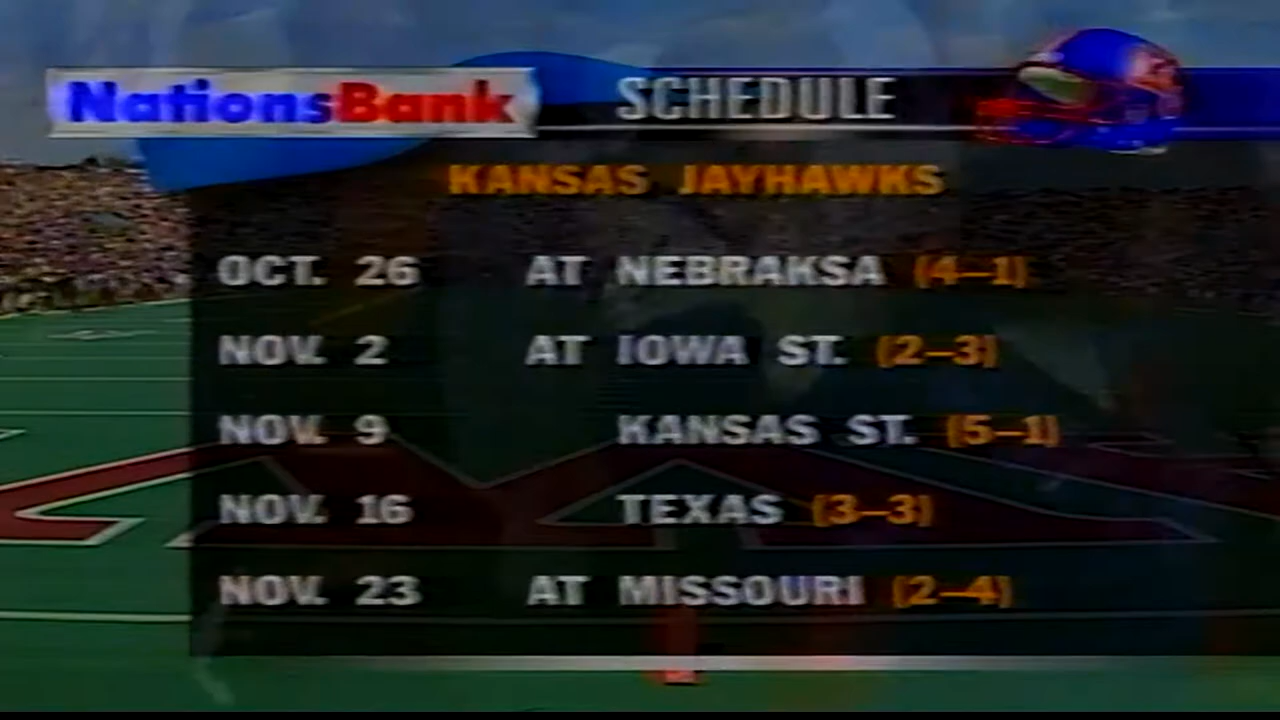 NationsBank SCHEDULE
KANSAS JAYHAWKS
OCT. 26 AT NEBRAKSA (4-1)
NOV. 2 AT IOWA ST. (2-3)
NOV. 9 KANSAS ST. (5-1)
NOV. 16 TEXAS (3-3)
NOV. 23 AT MISSOURI (2-4)